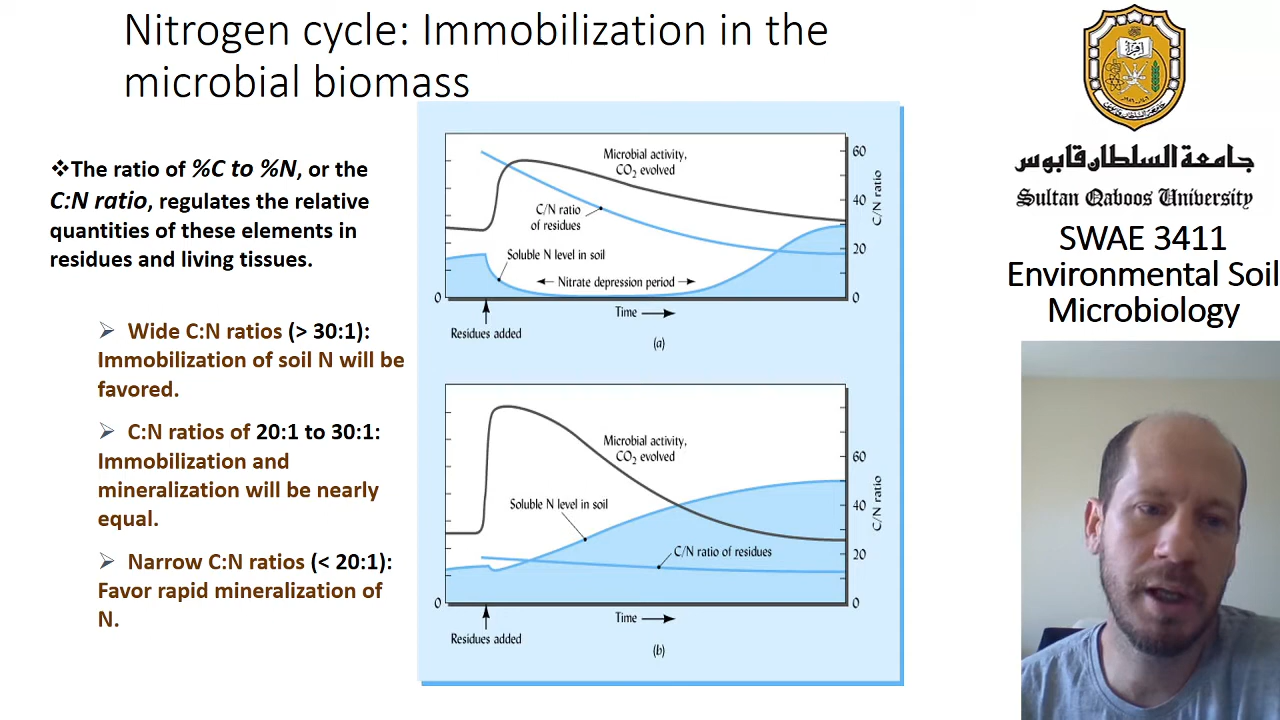 Nitrogen cycle: Immobilization in the
microbial biomass
❖The ratio of %C to %N, or the
C:N ratio, regulates the relative
quantities of these elements in
residues and living tissues.
➢ Wide C:N ratios (> 30:1):
Immobilization of soil N will be
favored.
➢ C:N ratios of 20:1 to 30:1:
Immobilization and
mineralization will be nearly
equal.
➢ Narrow C:N ratios (< 20:1):
Favor rapid mineralization of
N.
Microbial activity,
CO₂ evolved
C/N ratio
of residues
Soluble N level in soil
Nitrate depression period
60
40
20
0
C/N ratio
0
Time
Residues added
(a)
Microbial activity,
CO₂ evolved
Soluble N level in soil
C/N ratio of residues
60
40
20
0
C/N ratio
0
Time
Residues added
(b)
جامعة السلطان قابوس
Sultan Qaboos University
SWAE 3411
Environmental Soil
Microbiology